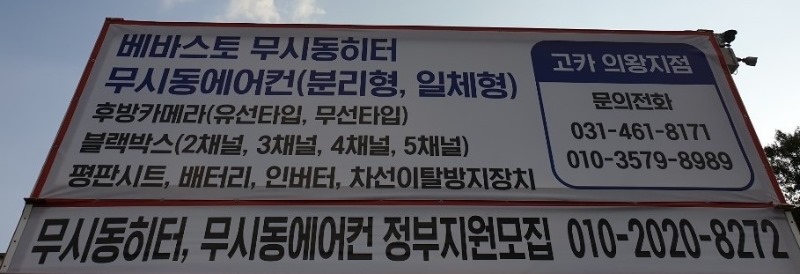 베바스토 무시동히터
무시동에어컨(분리형, 일체형)
후방카메라(유선타입, 무선타입)
블랙박스(2채널, 3채널, 4채널, 5채널)
평판시트, 배터리, 인버터, 차선이탈방지장치
고카 의왕지점
문의전화
031-461-8171
010-3579-8989
무시동히터, 무시동에어컨 정부지원모집 010-2020-8272